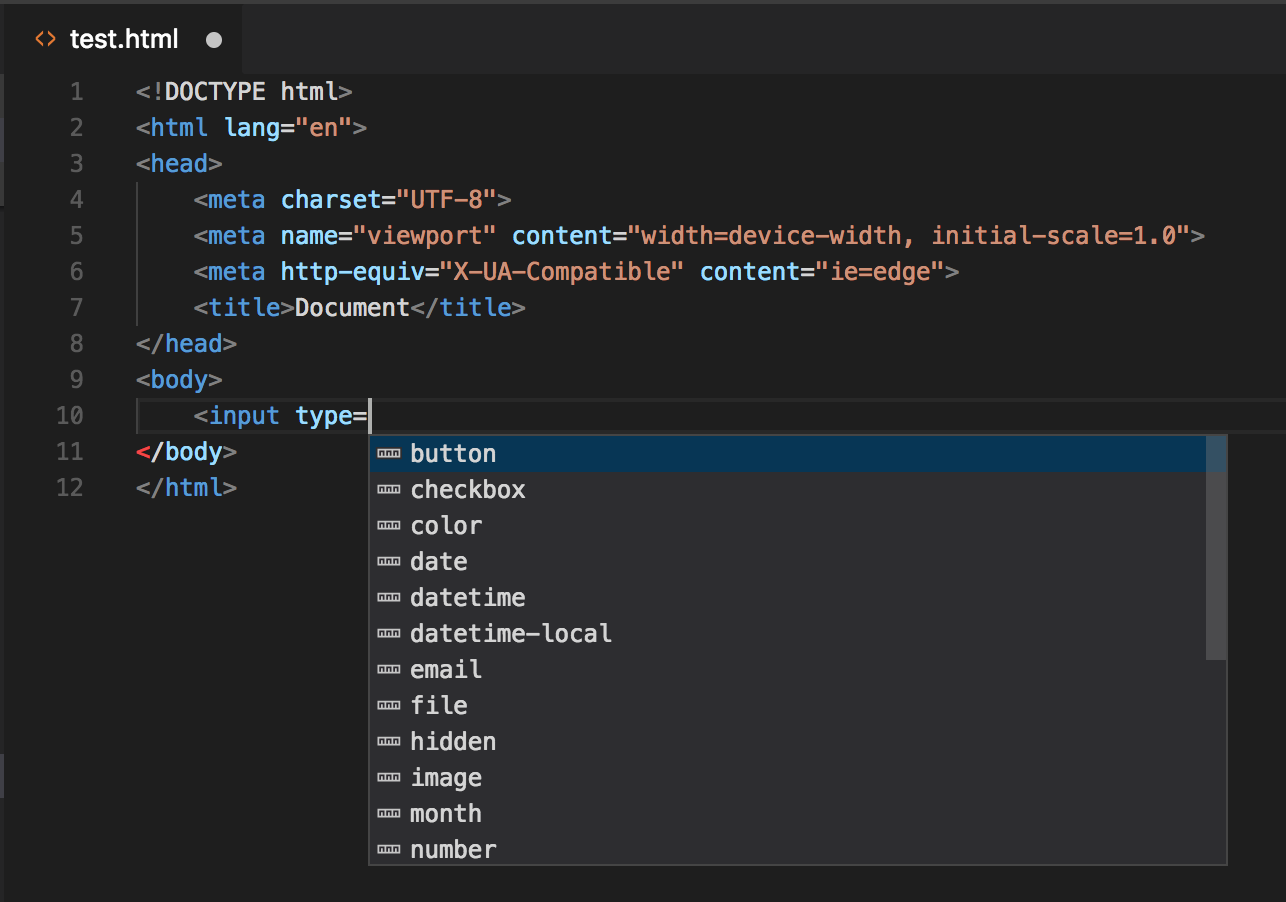 <> test.html
1 <!DOCTYPE html>
2 <html lang="en">
3 <head>
4     <meta charset="UTF-8">
5     <meta name="viewport" content="width=device-width, initial-scale=1.0">
6     <meta http-equiv="X-UA-Compatible" content="ie=edge">
7     <title>Document</title>
8 </head>
9 <body>
10     <input type=
11 </body>
12 </html>
button
checkbox
color
date
datetime
datetime-local
email
file
hidden
image
month
number